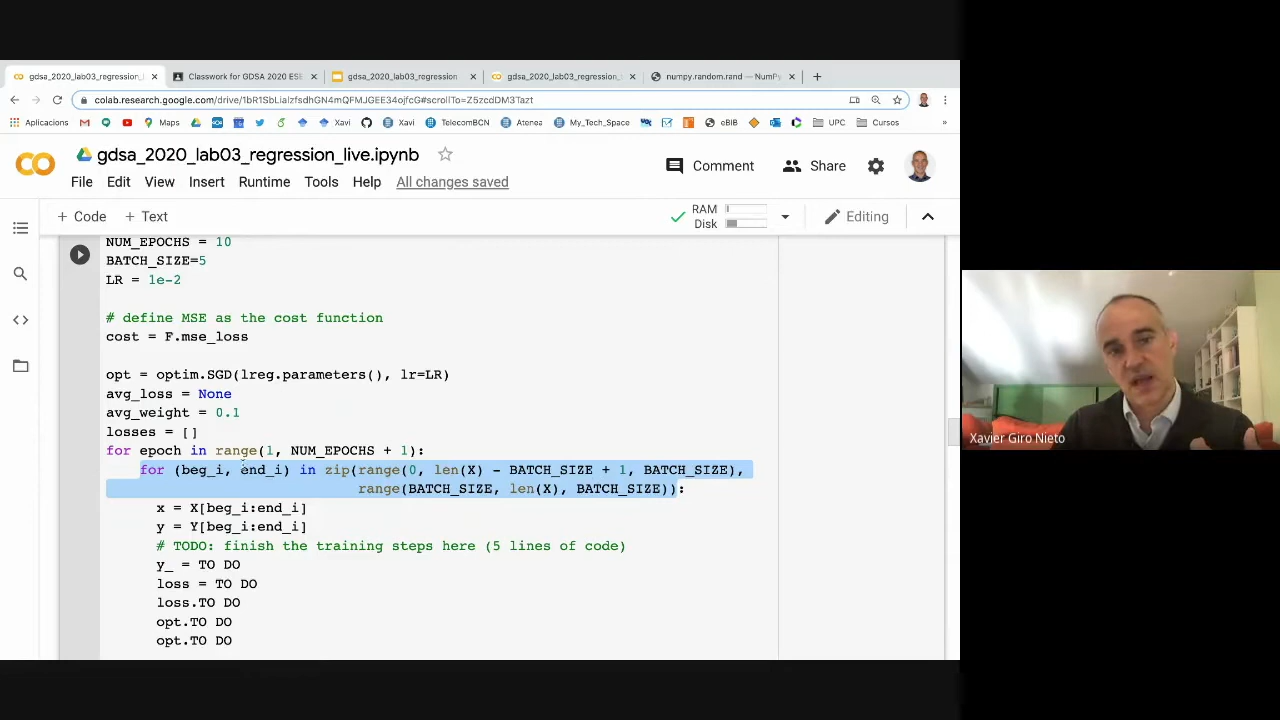 gdsa_2020_lab03_regression_l
Classwork for GDSA 2020 ESE
gdsa_2020_lab03_regression
gdsa_2020_lab03_regression_
numpy.random.rand — NumPy
colab.research.google.com/drive/1bR1SbLialzfsdhGN4mQFMJGEE34ojfcG#scrollTo=Z5zcdDM3Tazt
Aplicacions
Maps
Xavi
Xavi
TelecomBCN
Atenea
My_Tech_Space
eBIB
UPC
Cursos
gdsa_2020_lab03_regression_live.ipynb
Comment
Share
File Edit View Insert Runtime Tools Help All changes saved
+ Code + Text
RAM
Disk
Editing
NUM_EPOCHS = 10
BATCH_SIZE=5
LR = 1e-2
# define MSE as the cost function
cost = F.mse_loss
opt = optim.SGD(lreg.parameters(), lr=LR)
avg_loss = None
avg_weight = 0.1
losses = []
for epoch in range(1, NUM_EPOCHS + 1):
for (beg_i, end_i) in zip(range(0, len(X) - BATCH_SIZE + 1, BATCH_SIZE),
range(BATCH_SIZE, len(X), BATCH_SIZE)):
x = X[beg_i:end_i]
y = Y[beg_i:end_i]
# TODO: finish the training steps here (5 lines of code)
y_ = TO DO
loss = TO DO
loss.TO DO
opt.TO DO
opt.TO DO
Xavier Giro Nieto